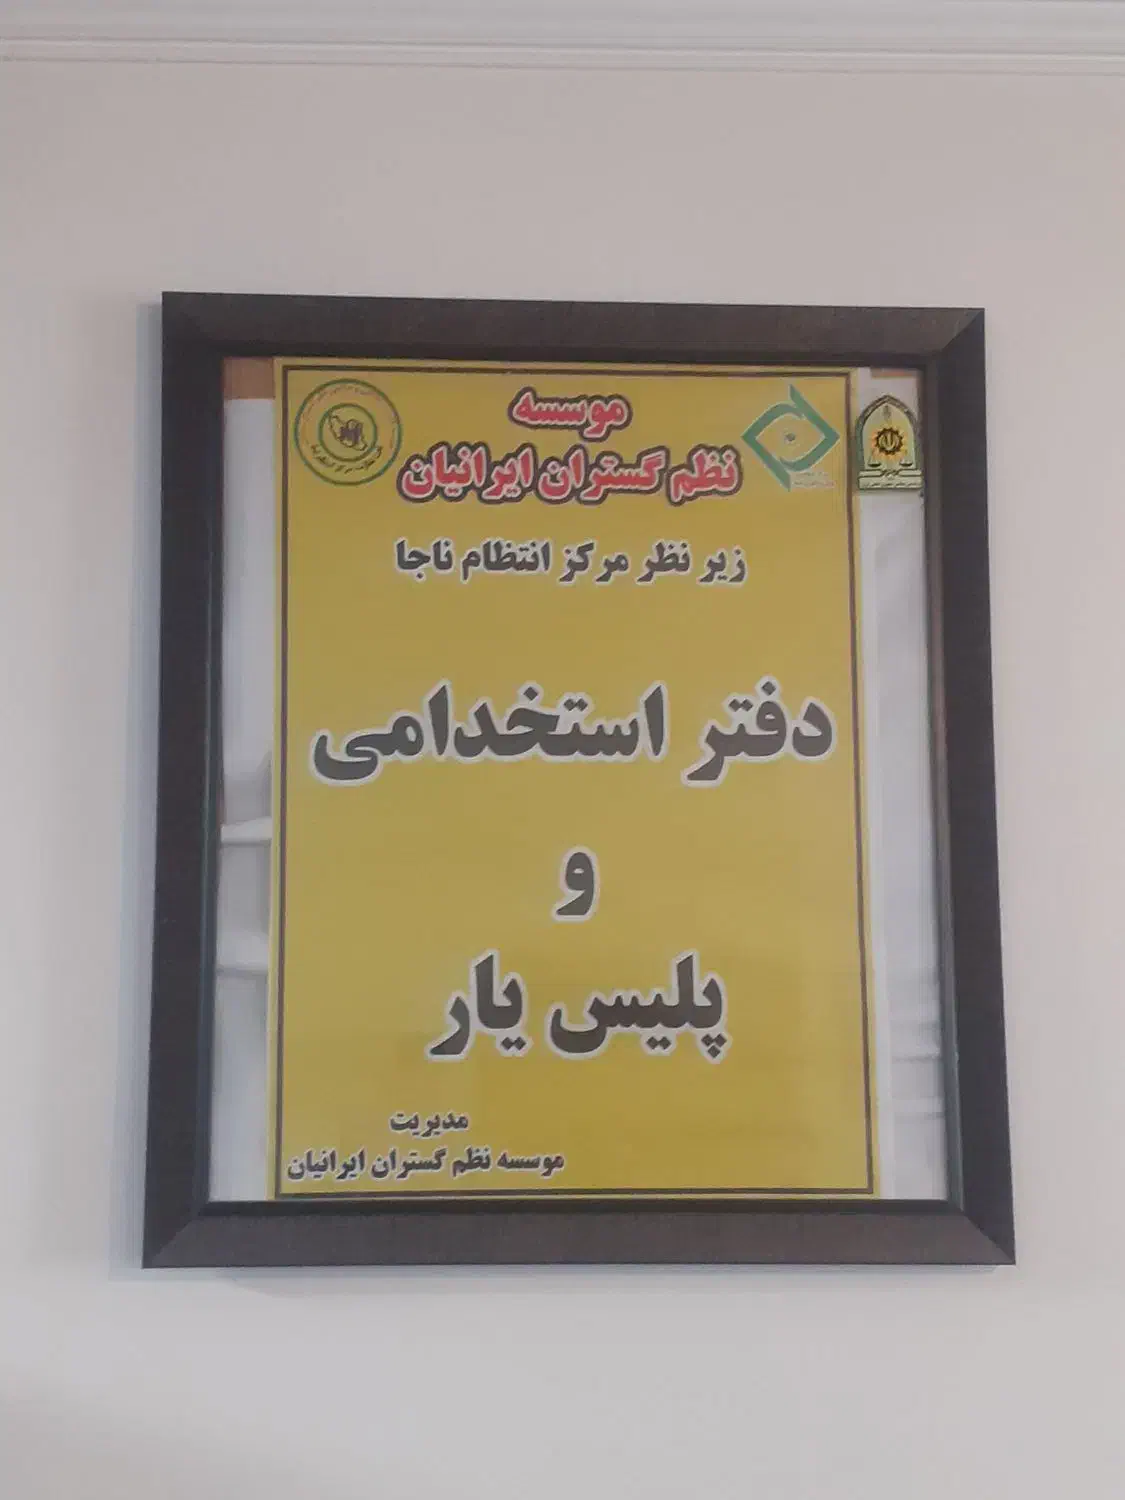 موسسه
نظم گستران ایرانیان
زیر نظر مرکز انتظام ناجا
دفتر استخدامی
و
پلیس یار
مدیریت
موسسه نظم گستران ایرانیان